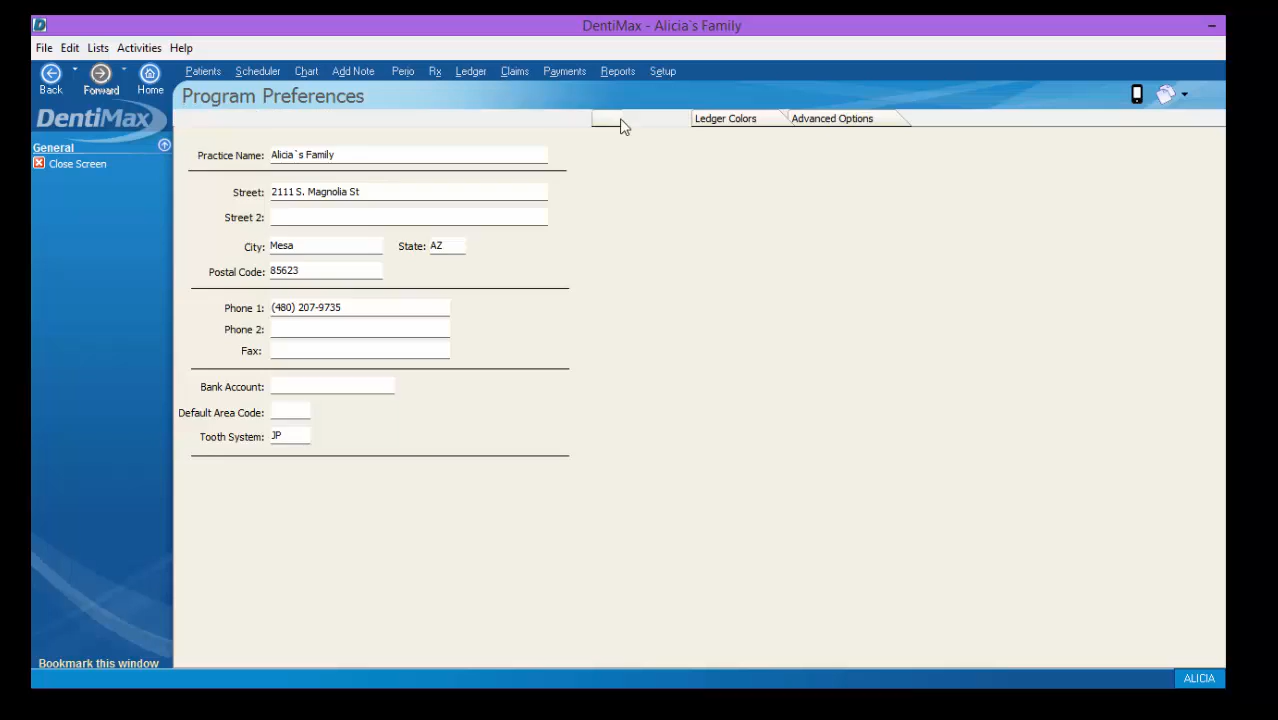 DentiMax - Alicia`s Family
File Edit Lists Activities Help
Back Forward Home
Patients Scheduler Chart Add Note Perio Rx Ledger Claims Payments Reports Setup
Program Preferences
DentiMax
Ledger Colors Advanced Options
General
Close Screen
Practice Name: Alicia`s Family
Street: 2111 S. Magnolia St
Street 2:
City: Mesa State: AZ
Postal Code: 85623
Phone 1: (480) 207-9735
Phone 2:
Fax:
Bank Account:
Default Area Code:
Tooth System: JP
Bookmark this window
ALICIA